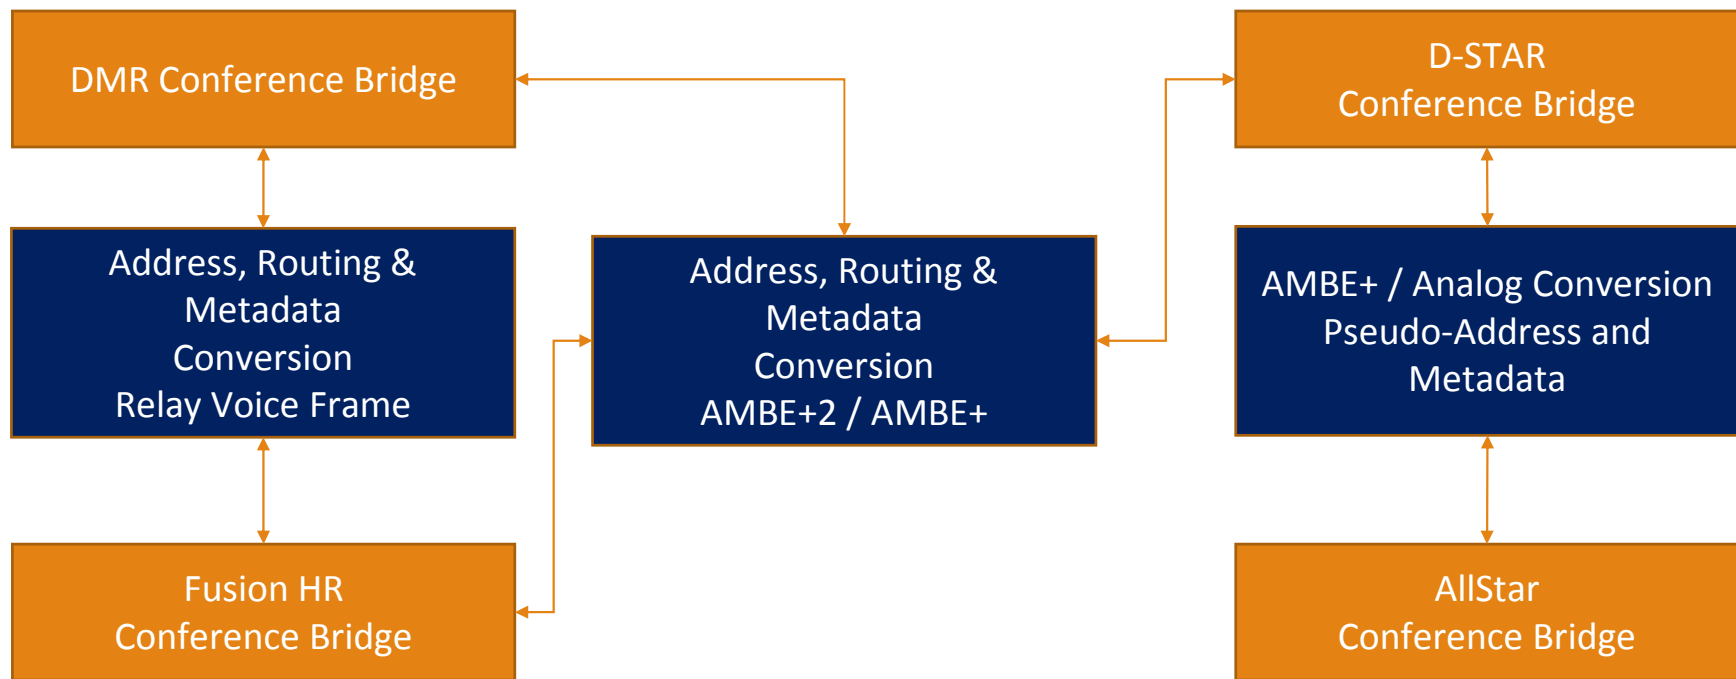 DMR Conference Bridge
D-STAR
Conference Bridge
Address, Routing &
Metadata
Conversion
Relay Voice Frame
Address, Routing &
Metadata
Conversion
AMBE+2 / AMBE+
AMBE+ / Analog Conversion
Pseudo-Address and
Metadata
Fusion HR
Conference Bridge
AllStar
Conference Bridge